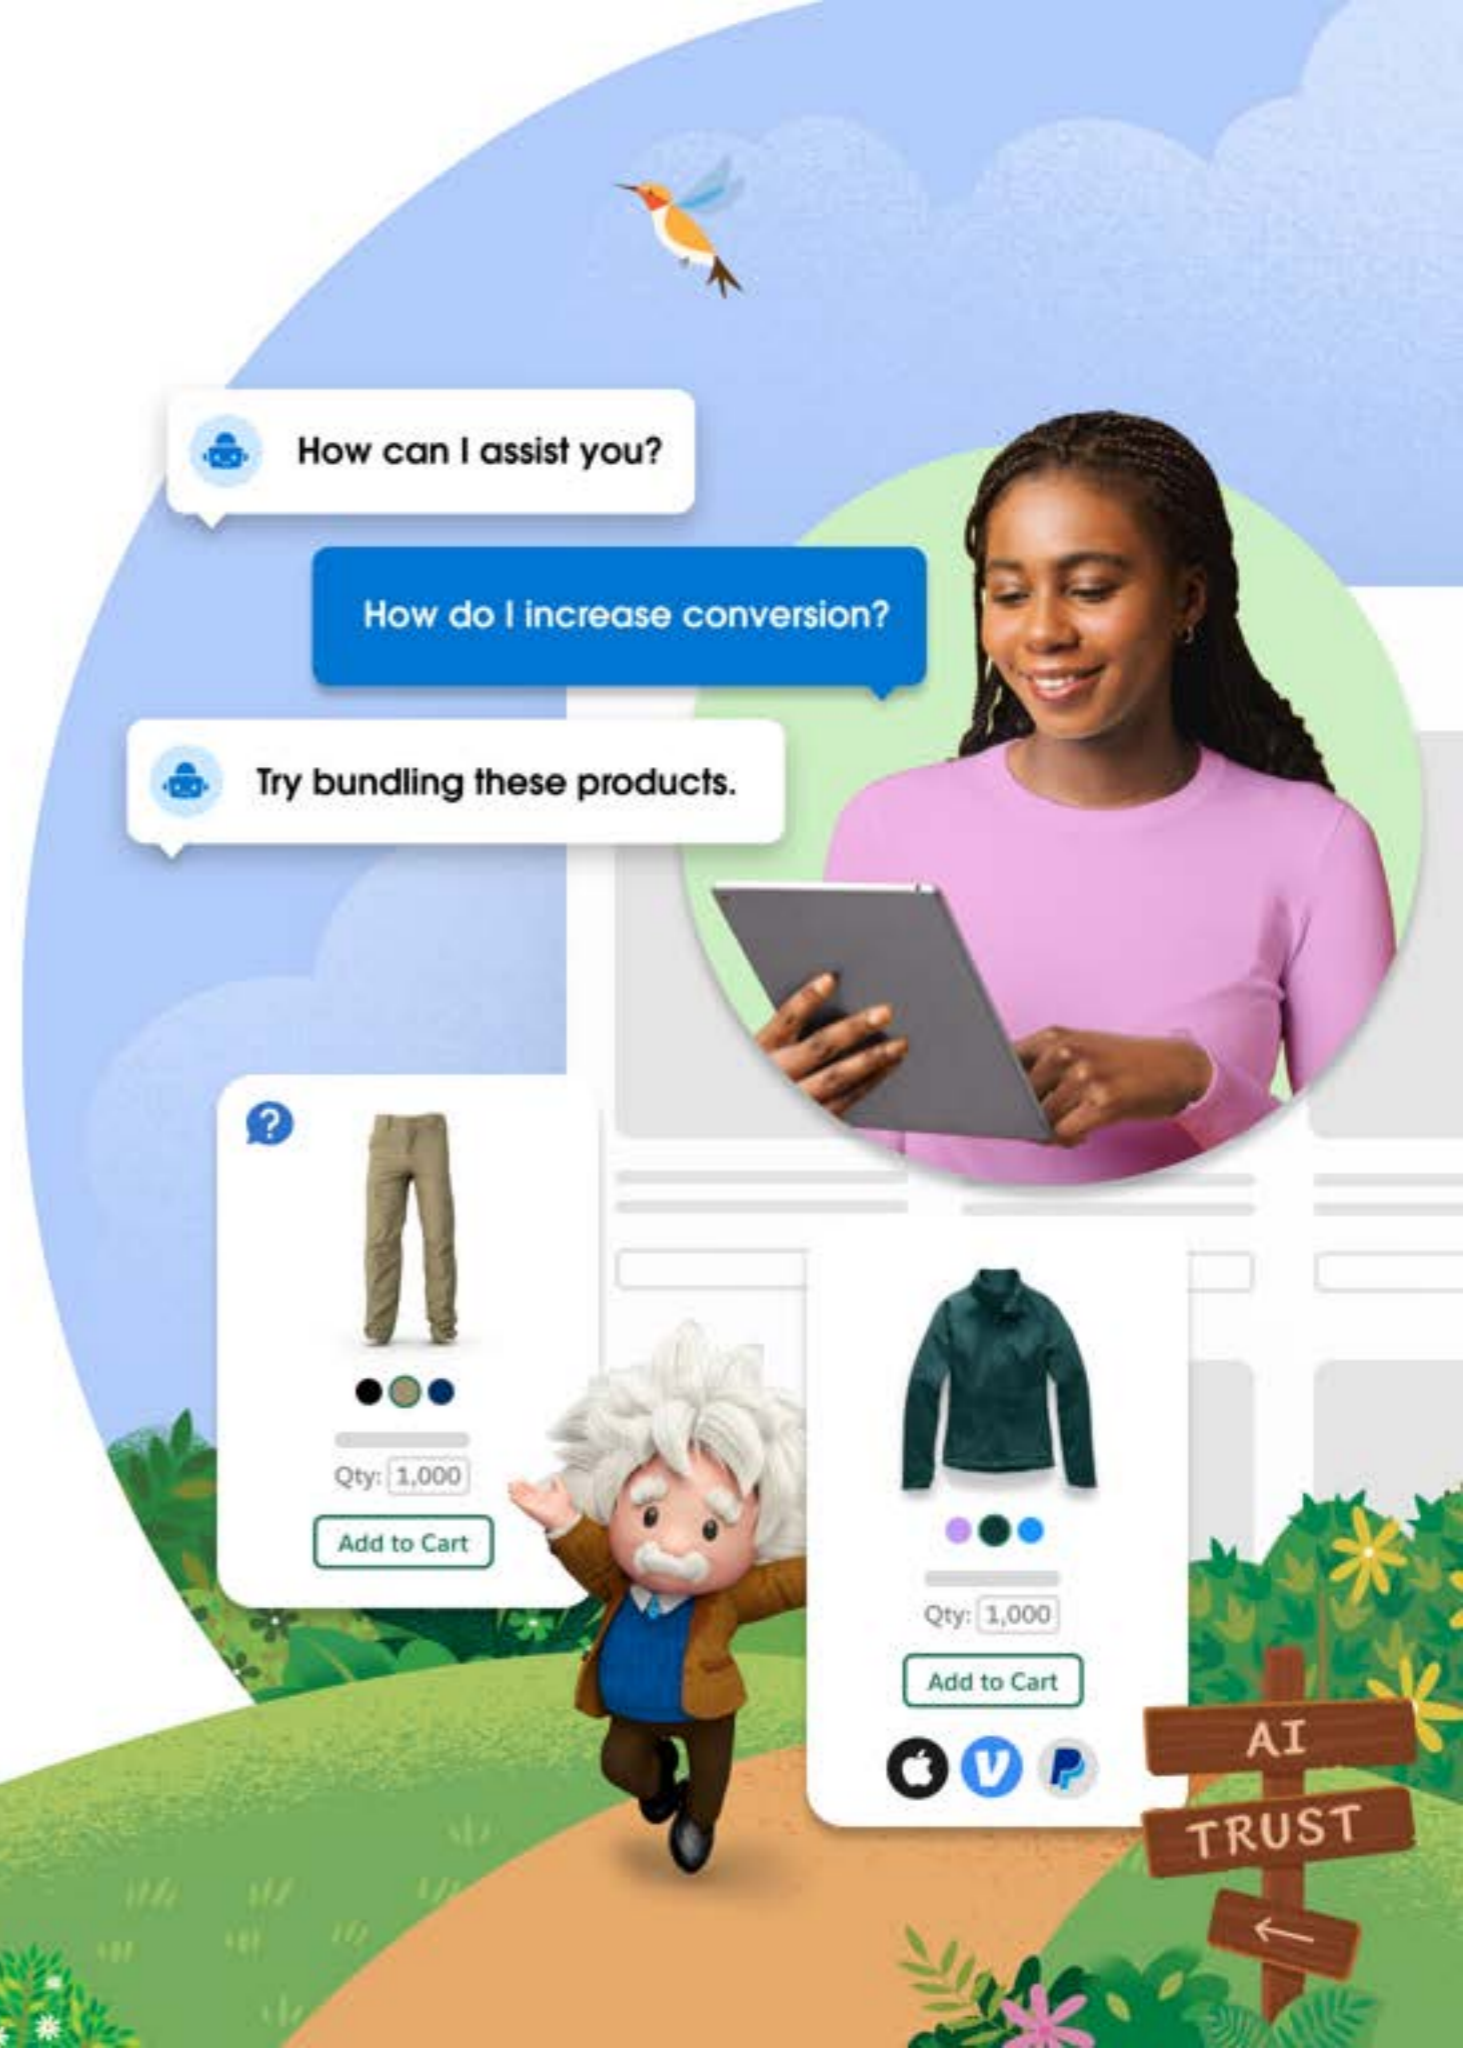 How can I assist you?
How do I increase conversion?
Try bundling these products.
?
Qty: 1,000
Add to Cart
Qty: 1,000
Add to Cart
AI
TRUST
←